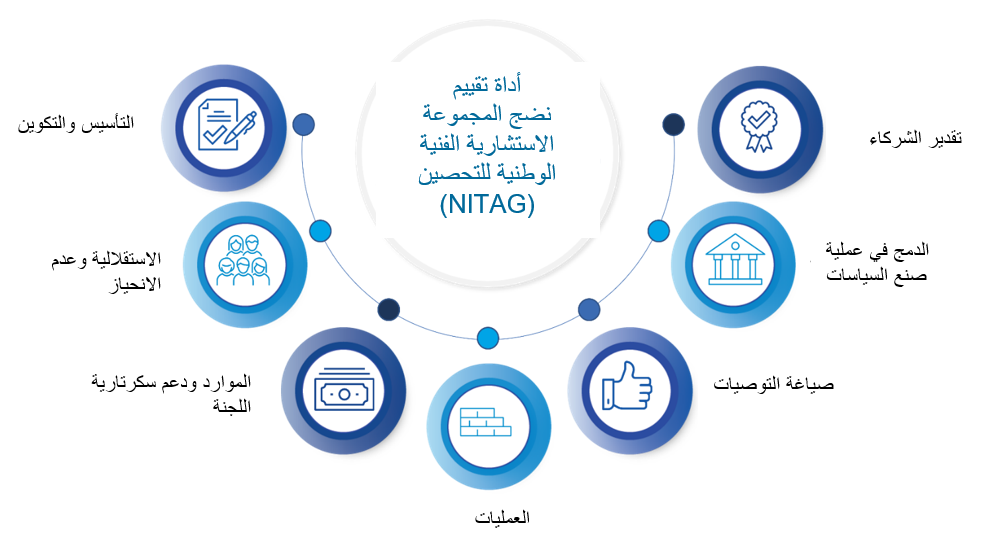 أداة تقييم
نضج المجموعة
الاستشارية الفنية
الوطنية للتحصين
(NITAG)
التأسيس والتكوين
الاستقلالية وعدم
الانحياز
الموارد ودعم سكرتارية
اللجنة
العمليات
صياغة التوصيات
الدمج في عملية
صنع السياسات
تقدير الشركاء